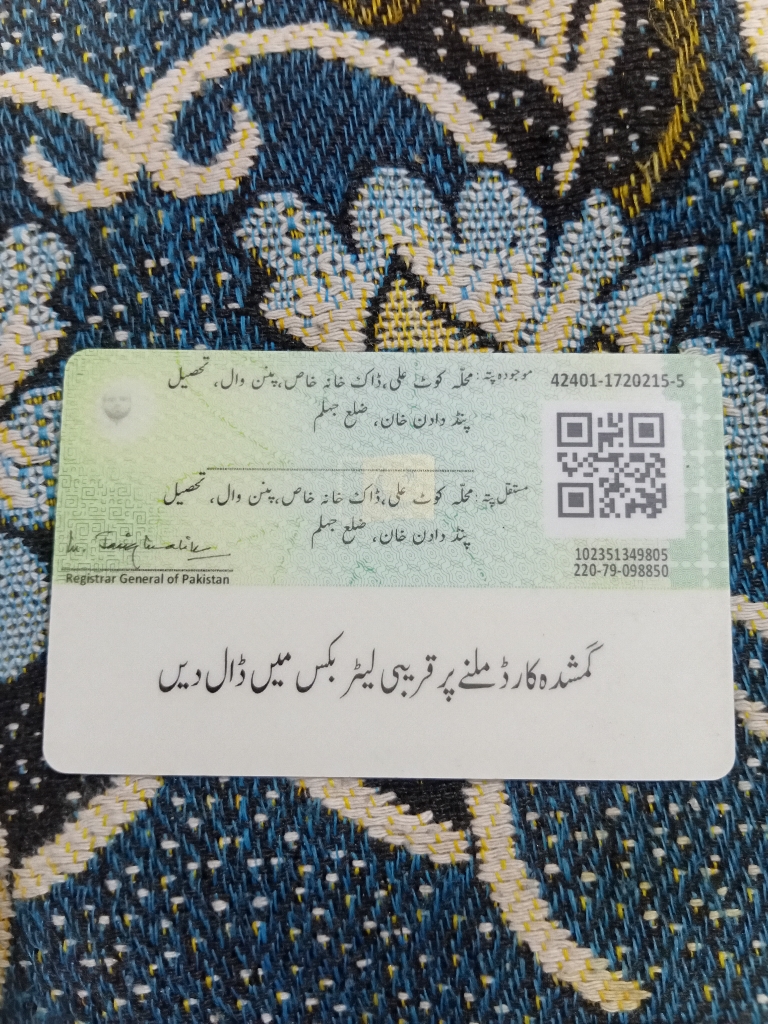 42401-1720215-5
موجودہ پتہ: محلہ کوٹ علی، ڈاک خانہ خاص، پنن وال، تحصیل
پنڈ دادن خان، ضلع جہلم
مستقل پتہ: محلہ کوٹ علی، ڈاک خانہ خاص، پنن وال، تحصیل
پنڈ دادن خان، ضلع جہلم
102351349805
220-79-098850
Registrar General of Pakistan
گمشدہ کارڈ ملنے پر قریبی لیٹر بکس میں ڈال دیں